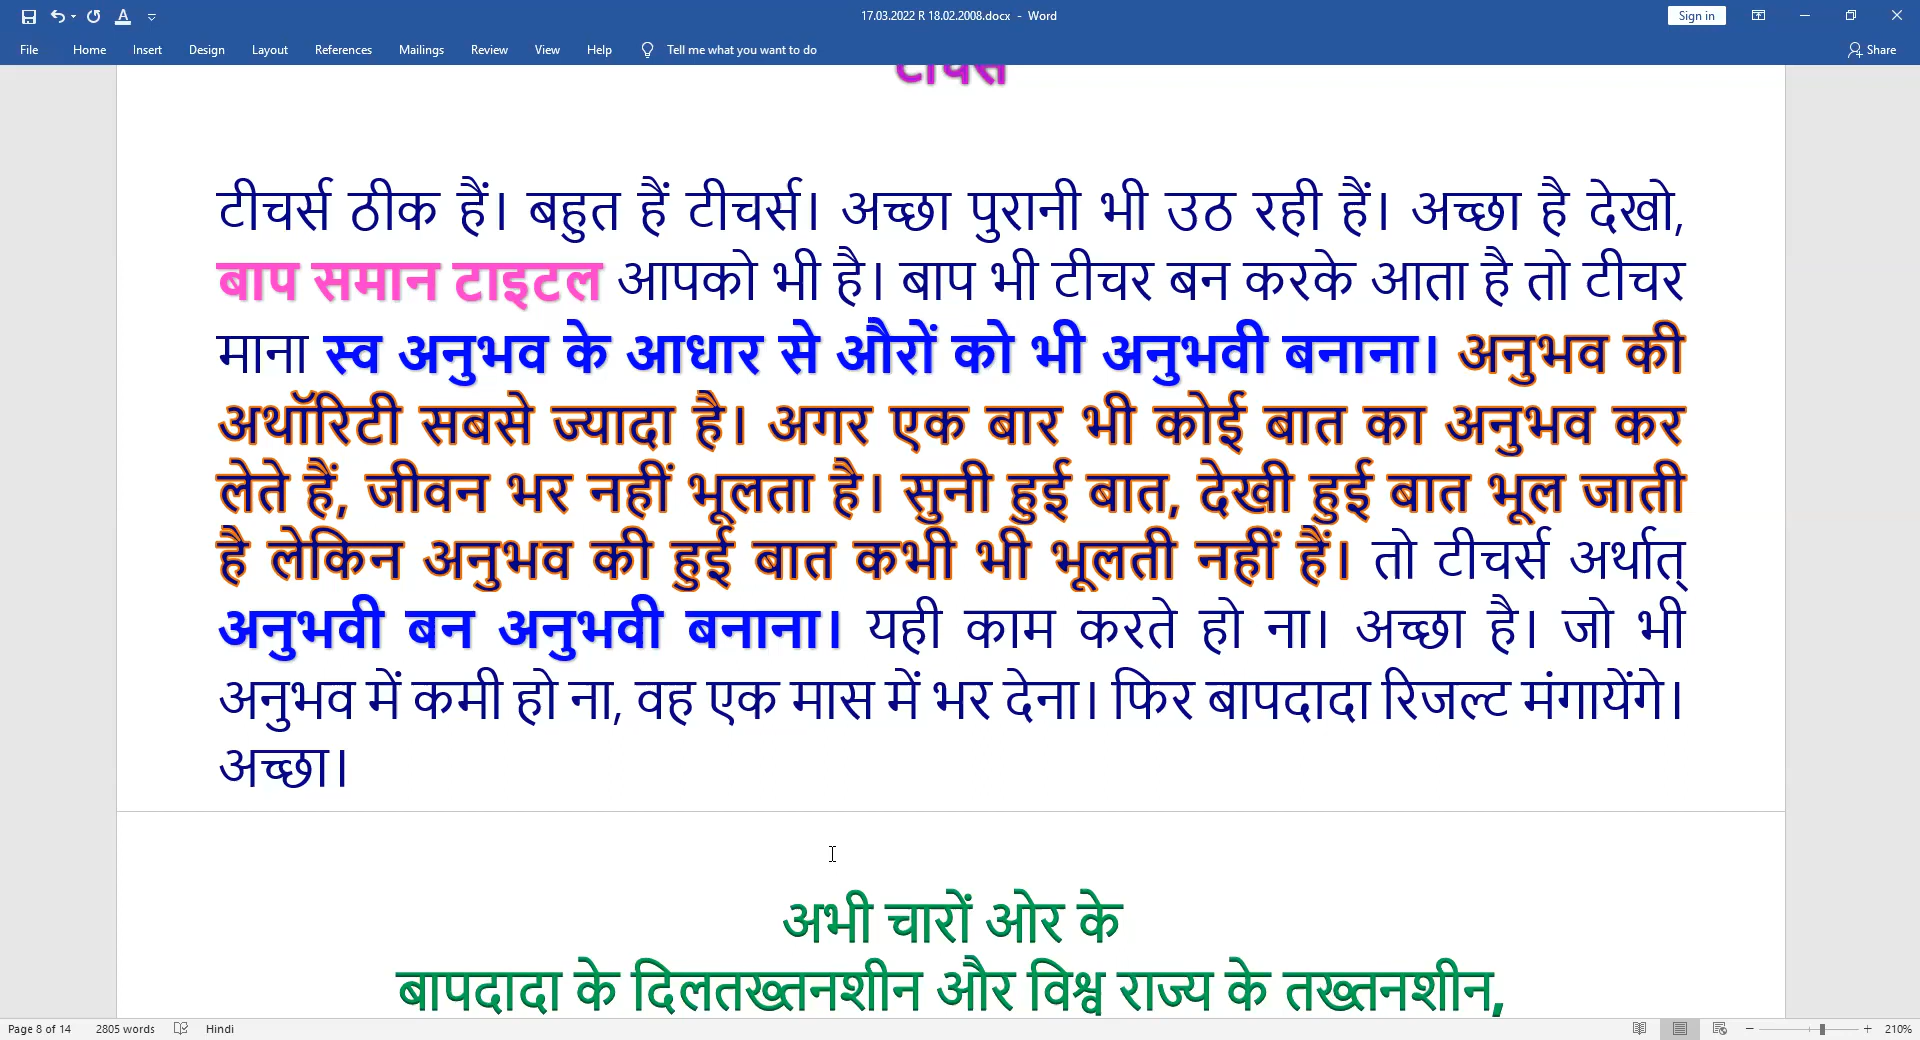 17.03.2022 R 18.02.2008.docx - Word
Sign in
File Home Insert Design Layout References Mailings Review View Help Tell me what you want to do Share
टीचर्स
टीचर्स ठीक हैं। बहुत हैं टीचर्स। अच्छा पुरानी भी उठ रही हैं। अच्छा है देखो,
बाप समान टाइटल आपको भी है। बाप भी टीचर बन करके आता है तो टीचर
माना स्व अनुभव के आधार से औरों को भी अनुभवी बनाना। अनुभव की
अथॉरिटी सबसे ज्यादा है। अगर एक बार भी कोई बात का अनुभव कर
लेते हैं, जीवन भर नहीं भूलता है। सुनी हुई बात, देखी हुई बात भूल जाती
है लेकिन अनुभव की हुई बात कभी भी भूलती नहीं हैं। तो टीचर्स अर्थात्
अनुभवी बन अनुभवी बनाना। यही काम करते हो ना। अच्छा है। जो भी
अनुभव में कमी हो ना, वह एक मास में भर देना। फिर बापदादा रिजल्ट मंगायेंगे।
अच्छा।
अभी चारों ओर के
बापदादा के दिलतख्तनशीन और विश्व राज्य के तख्तनशीन,
Page 8 of 14 2805 words Hindi 210%